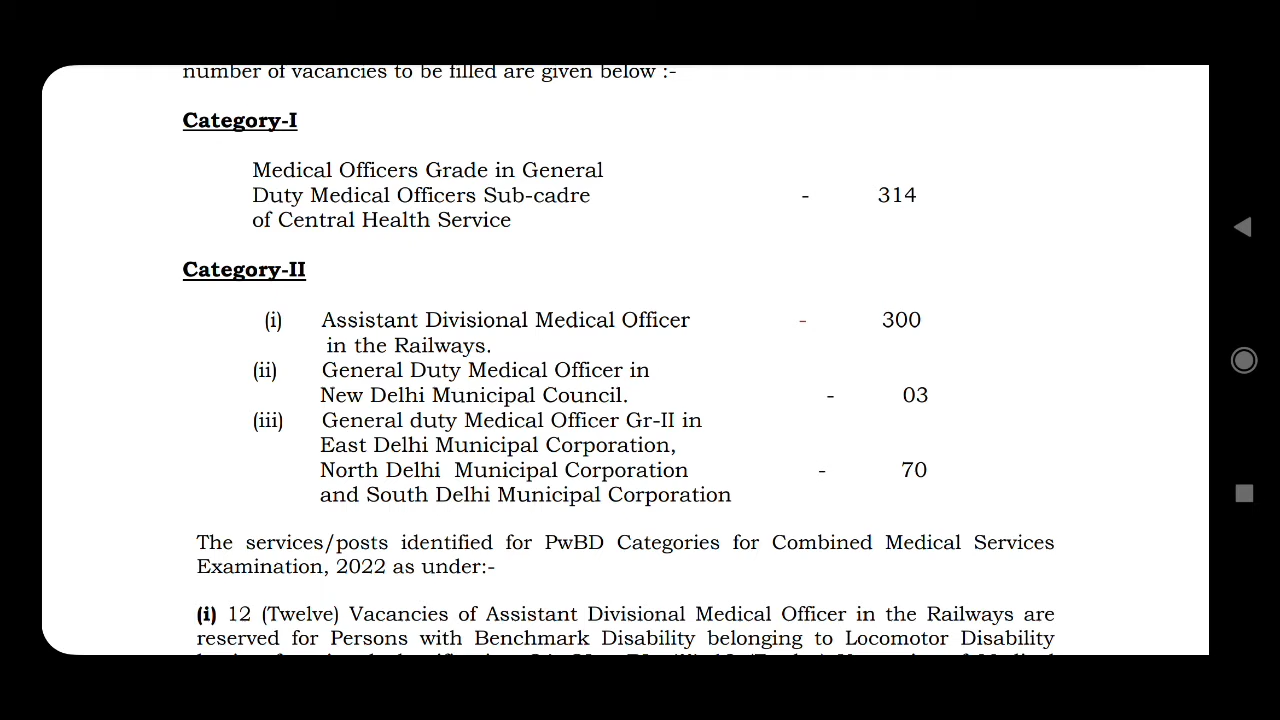 number of vacancies to be filled are given below :-
Category-I
Medical Officers Grade in General
Duty Medical Officers Sub-cadre - 314
of Central Health Service
Category-II
(i) Assistant Divisional Medical Officer - 300
in the Railways.
(ii) General Duty Medical Officer in
New Delhi Municipal Council. - 03
(iii) General duty Medical Officer Gr-II in
East Delhi Municipal Corporation,
North Delhi Municipal Corporation - 70
and South Delhi Municipal Corporation
The services/posts identified for PwBD Categories for Combined Medical Services
Examination, 2022 as under:-
(i) 12 (Twelve) Vacancies of Assistant Divisional Medical Officer in the Railways are
reserved for Persons with Benchmark Disability belonging to Locomotor Disability